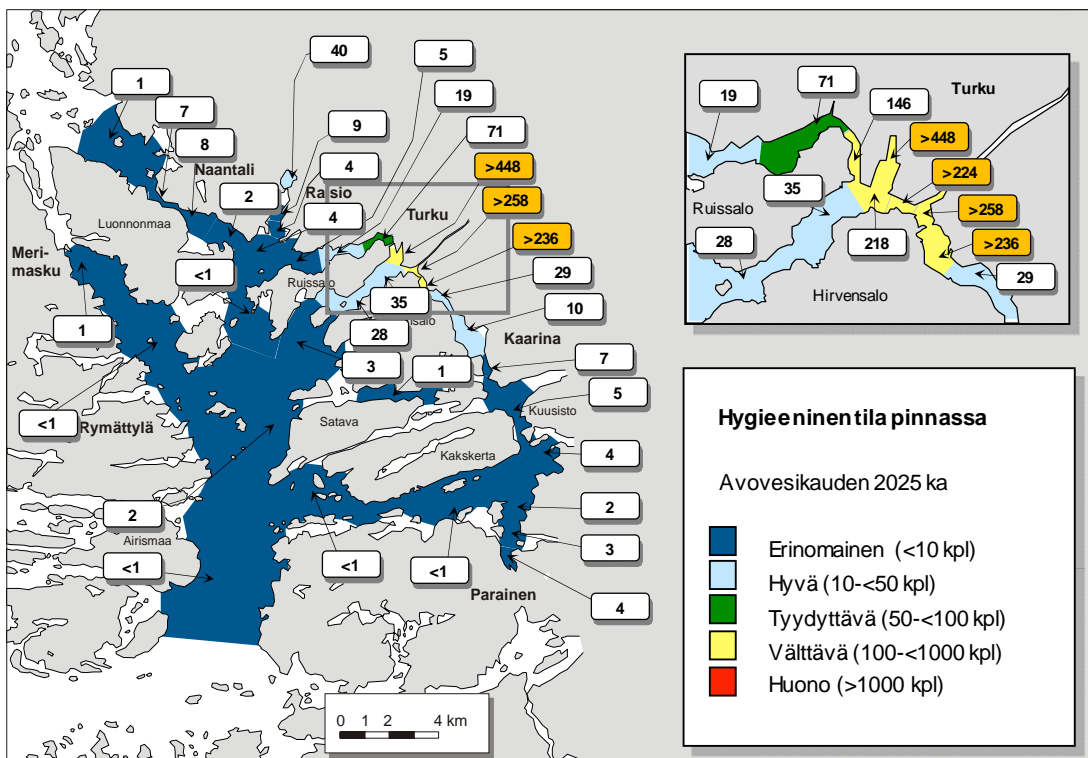 40
5
1
19
7
9
71
8
Naantali
4
>448
2
Raisio
>258
4
Turku
Luonnonmaa
>236
Meri-
masku
<1
Ruissalo
29
35
10
1
28
salo
Kaarina
3
7
1
<1
Rymättylä
Satava
5
Kuusisto
Kakskerta
4
2
2
Airismaa
<1
3
<1
<1
Parainen
4
0 1 2 4 km
71
Turku
19
146
>448
>224
35
Ruissalo
>258
28
218
>236
29
Hirvensalo
Hygieeninen tila pinnassa
Avovesikauden 2025 ka
Erinomainen (<10 kpl)
Hyvä (10-<50 kpl)
Tyydyttävä (50-<100 kpl)
Välttävä (100-<1000 kpl)
Huono (>1000 kpl)